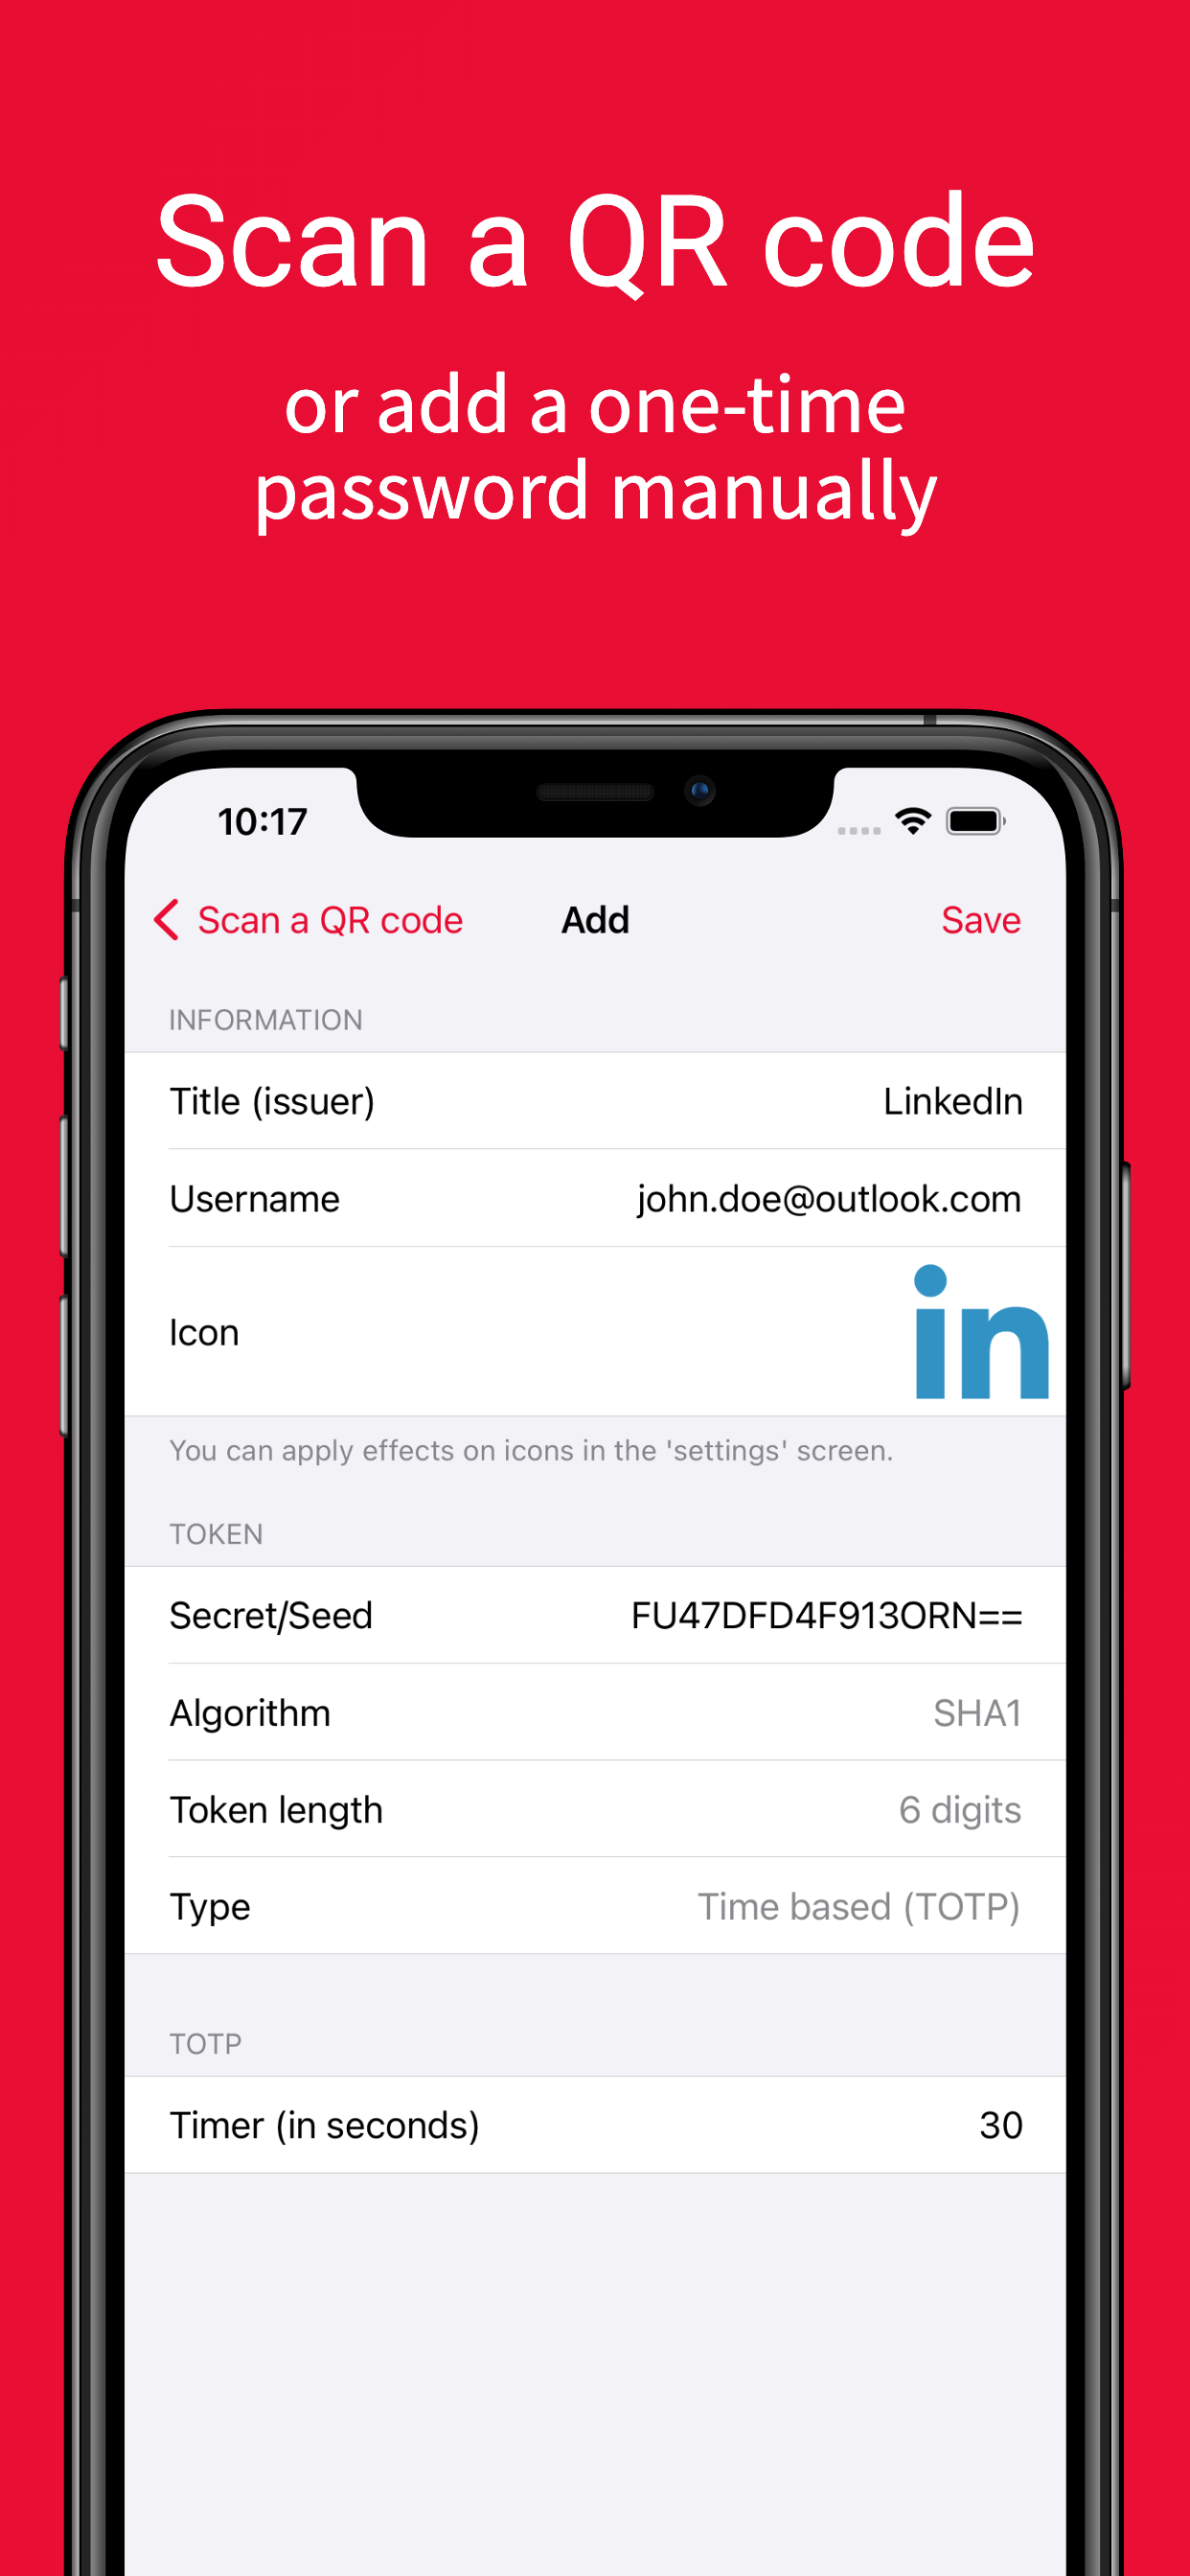 Scan a QR code
or add a one-time
password manually
10:17
Scan a QR code Add Save
INFORMATION
Title (issuer) LinkedIn
Username john.doe@outlook.com
Icon in
You can apply effects on icons in the 'settings' screen.
TOKEN
Secret/Seed FU47DFD4F913ORN==
Algorithm SHA1
Token length 6 digits
Type Time based (TOTP)
TOTP
Timer (in seconds) 30